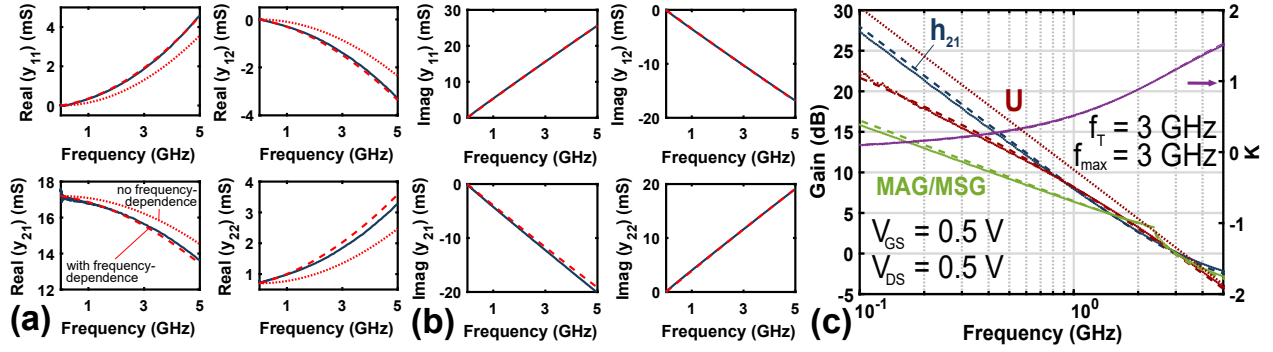 Real (y11) (mS)
4
2
0
1
3
5
Frequency (GHz)
Real (y12) (mS)
0
-2
-4
1
3
5
Frequency (GHz)
Imag (y11) (mS)
30
20
10
0
1
3
5
Frequency (GHz)
Imag (y12) (mS)
0
-10
-20
1
3
5
Frequency (GHz)
Real (y21) (mS)
18
16
14
12
no frequency-
dependence
with frequency-
dependence
1
3
5
Frequency (GHz)
Real (y22) (mS)
4
3
2
1
1
3
5
Frequency (GHz)
Imag (y21) (mS)
0
-10
-20
1
3
5
Frequency (GHz)
Imag (y22) (mS)
20
10
0
1
3
5
Frequency (GHz)
(a)
(b)
(c)
Gain (dB)
30
25
20
15
10
5
0
-5
h21
U
MAG/MSG
fT = 3 GHz
fmax = 3 GHz
VGS = 0.5 V
VDS = 0.5 V
2
1
0
-1
-2
K
10-1
100
Frequency (GHz)